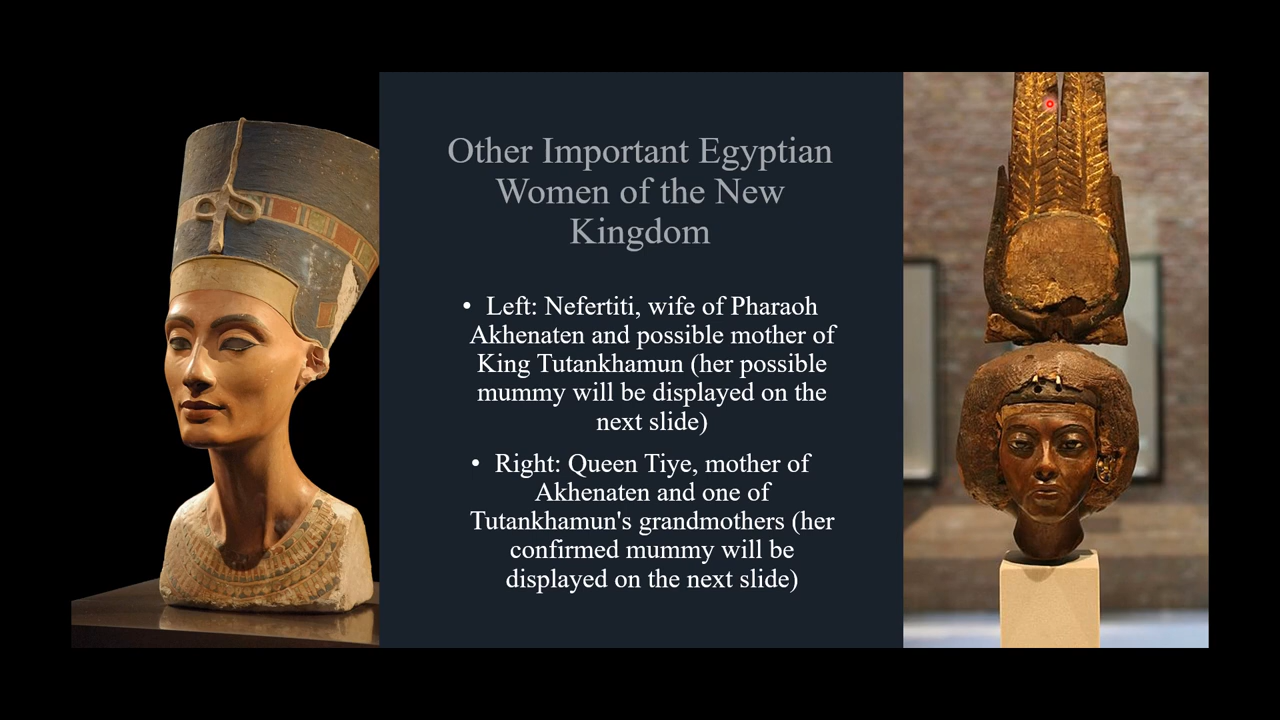 Other Important Egyptian
Women of the New
Kingdom
• Left: Nefertiti, wife of Pharaoh
Akhenaten and possible mother of
King Tutankhamun (her possible
mummy will be displayed on the
next slide)
• Right: Queen Tiye, mother of
Akhenaten and one of
Tutankhamun's grandmothers (her
confirmed mummy will be
displayed on the next slide)